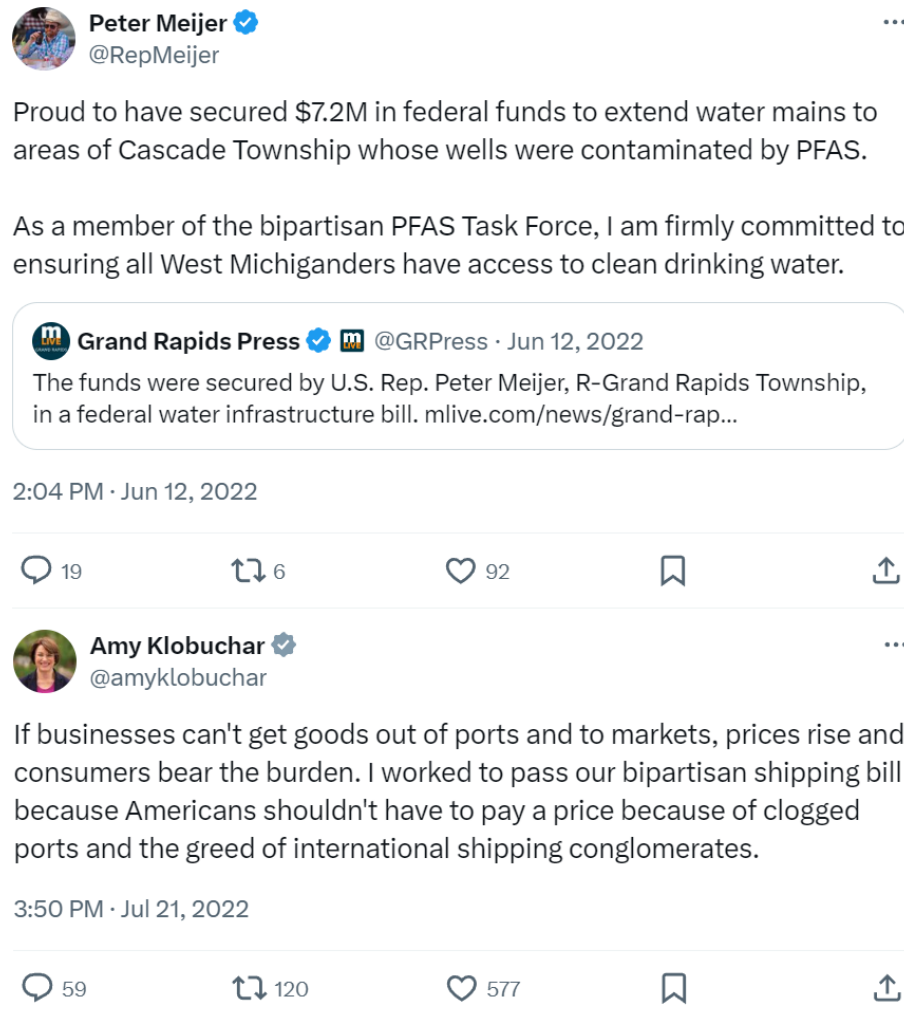 Peter Meijer
@RepMeijer
Proud to have secured $7.2M in federal funds to extend water mains to
areas of Cascade Township whose wells were contaminated by PFAS.
As a member of the bipartisan PFAS Task Force, I am firmly committed to
ensuring all West Michiganders have access to clean drinking water.
Grand Rapids Press @GRPress · Jun 12, 2022
The funds were secured by U.S. Rep. Peter Meijer, R-Grand Rapids Township,
in a federal water infrastructure bill. mlive.com/news/grand-rap...
2:04 PM · Jun 12, 2022
19 6 92
Amy Klobuchar
@amyklobuchar
If businesses can't get goods out of ports and to markets, prices rise and
consumers bear the burden. I worked to pass our bipartisan shipping bill
because Americans shouldn't have to pay a price because of clogged
ports and the greed of international shipping conglomerates.
3:50 PM · Jul 21, 2022
59 120 577